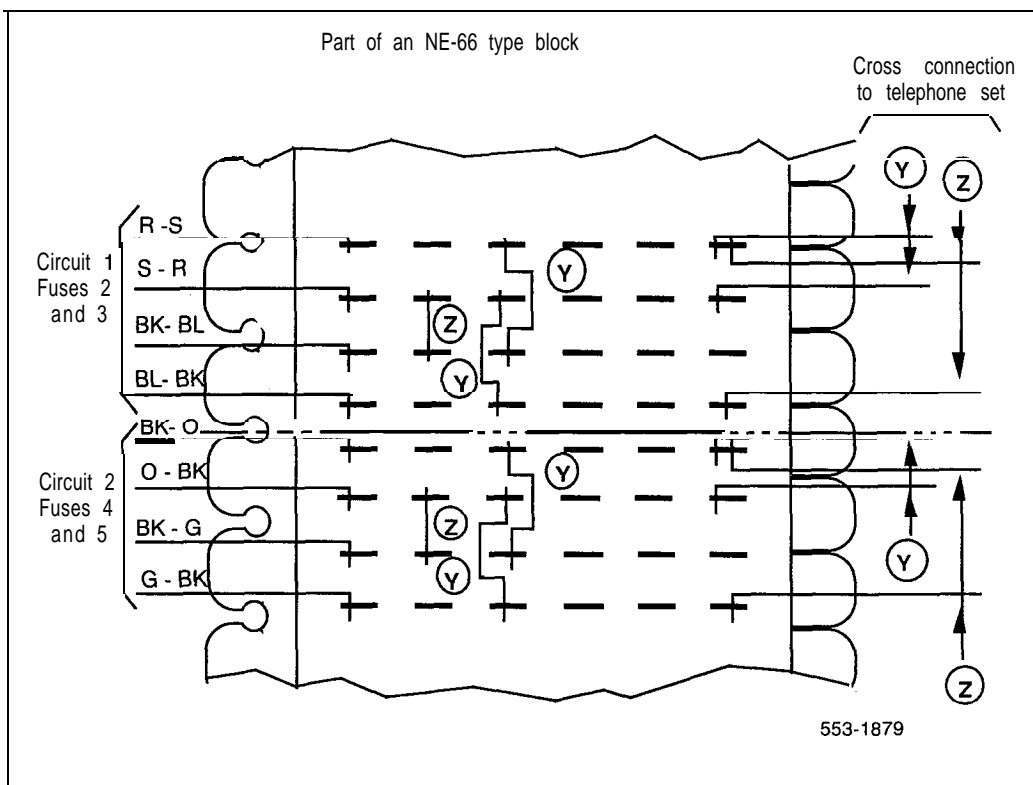 Part of an NE-66 type block
Cross connection
to telephone set
Y
Z
R - S
Circuit 1
Fuses 2
and 3
S - R
Y
BK - BL
Z
BL - BK
Y
BK - O
Circuit 2
Fuses 4
and 5
O - BK
Y
BK - G
Z
G - BK
Y
Y
Z
553-1879